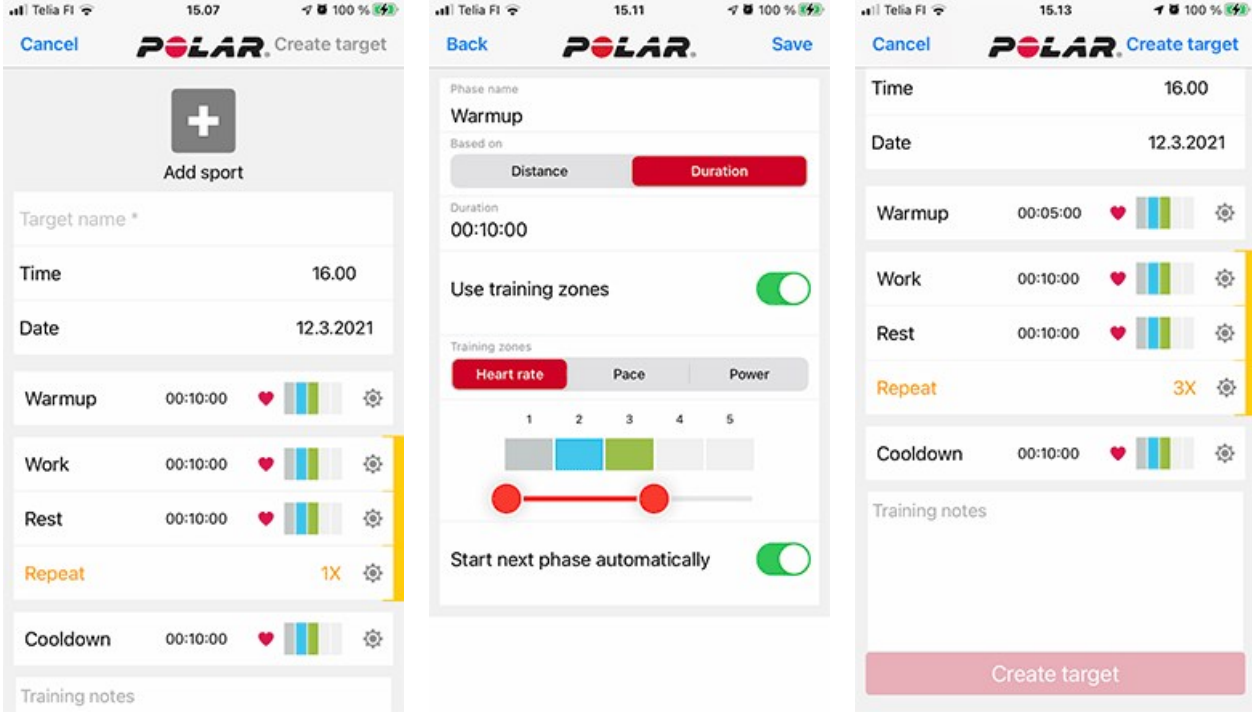 Telia FI 15.07 100 %
Cancel POLAR. Create target
Add sport
Target name *
Time 16.00
Date 12.3.2021
Warmup 00:10:00
Work 00:10:00
Rest 00:10:00
Repeat 1X
Cooldown 00:10:00
Training notes
Telia FI 15.11 100 %
Back POLAR. Save
Phase name
Warmup
Based on
Distance Duration
Duration
00:10:00
Use training zones
Training zones
Heart rate Pace Power
1 2 3 4 5
Start next phase automatically
Telia FI 15.13 100 %
Cancel POLAR. Create target
Time 16.00
Date 12.3.2021
Warmup 00:05:00
Work 00:10:00
Rest 00:10:00
Repeat 3X
Cooldown 00:10:00
Training notes
Create target